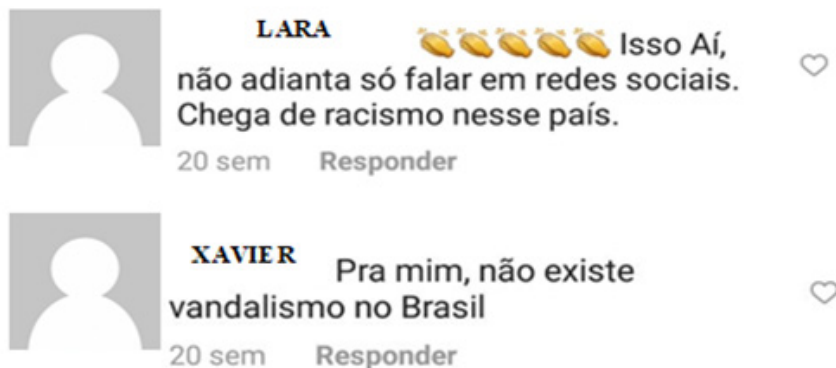 LARA
👏👏👏👏👏 Isso Aí,
não adianta só falar em redes sociais.
Chega de racismo nesse país.
20 sem Responder
XAVIER
Pra mim, não existe
vandalismo no Brasil
20 sem Responder